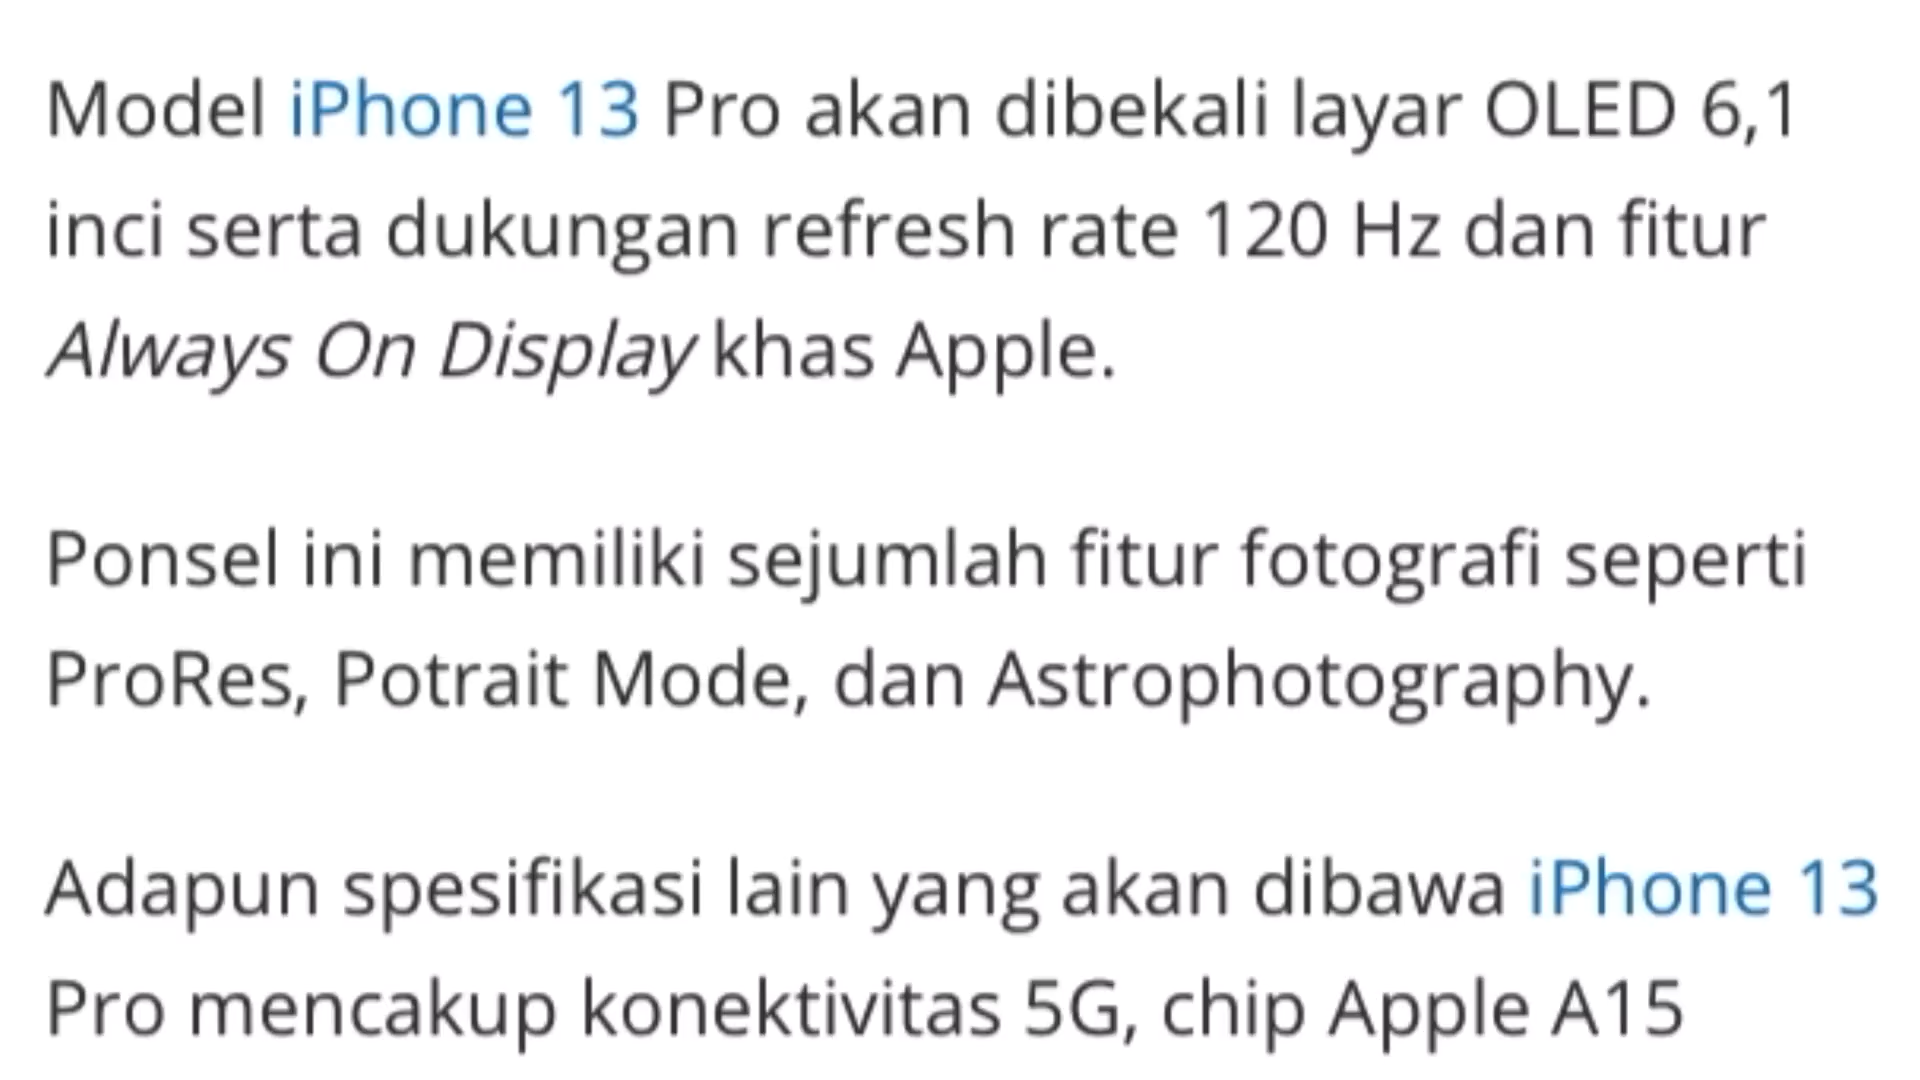 Model iPhone 13 Pro akan dibekali layar OLED 6,1
inci serta dukungan refresh rate 120 Hz dan fitur
Always On Display khas Apple.
Ponsel ini memiliki sejumlah fitur fotografi seperti
ProRes, Potrait Mode, dan Astrophotography.
Adapun spesifikasi lain yang akan dibawa iPhone 13
Pro mencakup konektivitas 5G, chip Apple A15